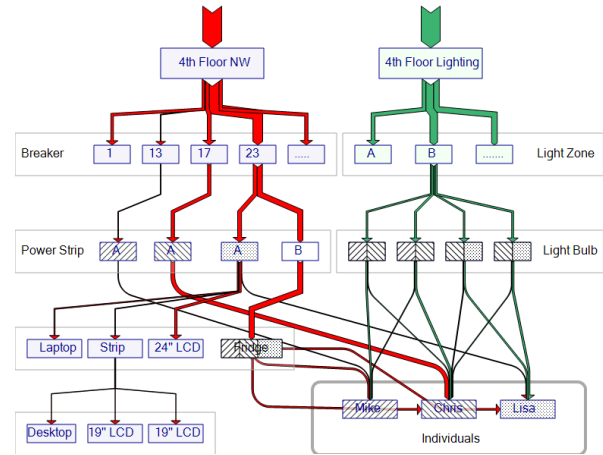 4th Floor NW
4th Floor Lighting
Breaker
1
13
17
23
.....
A
B
.......
Light Zone
Power Strip
A
A
A
B
Light Bulb
Laptop
Strip
24" LCD
Fridge
Desktop
19" LCD
19" LCD
Mike
Chris
Lisa
Individuals